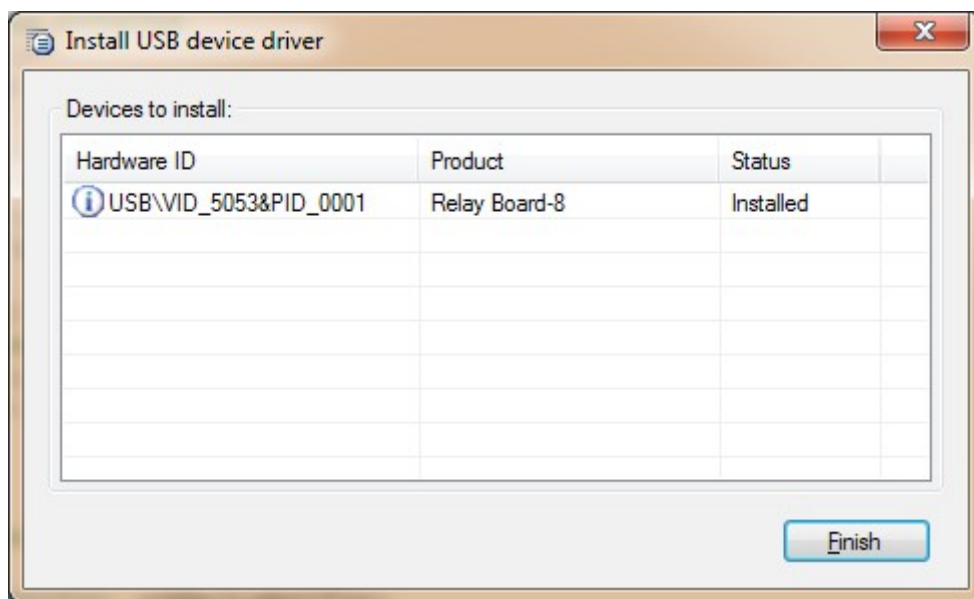 Install USB device driver
Devices to install:
Hardware ID Product Status
USB\VID_5053&PID_0001 Relay Board-8 Installed
Finish